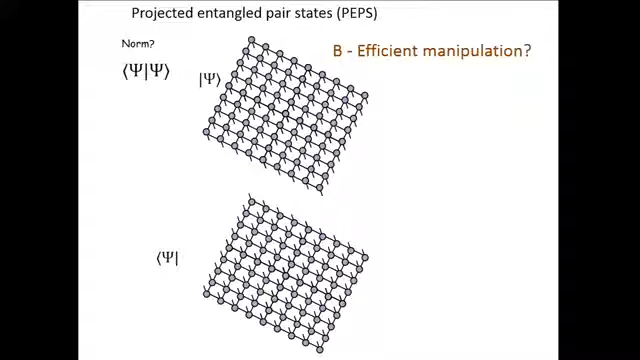 Projected entangled pair states (PEPS)
Norm?
B - Efficient manipulation?
⟨Ψ|Ψ⟩
|Ψ⟩
⟨Ψ|